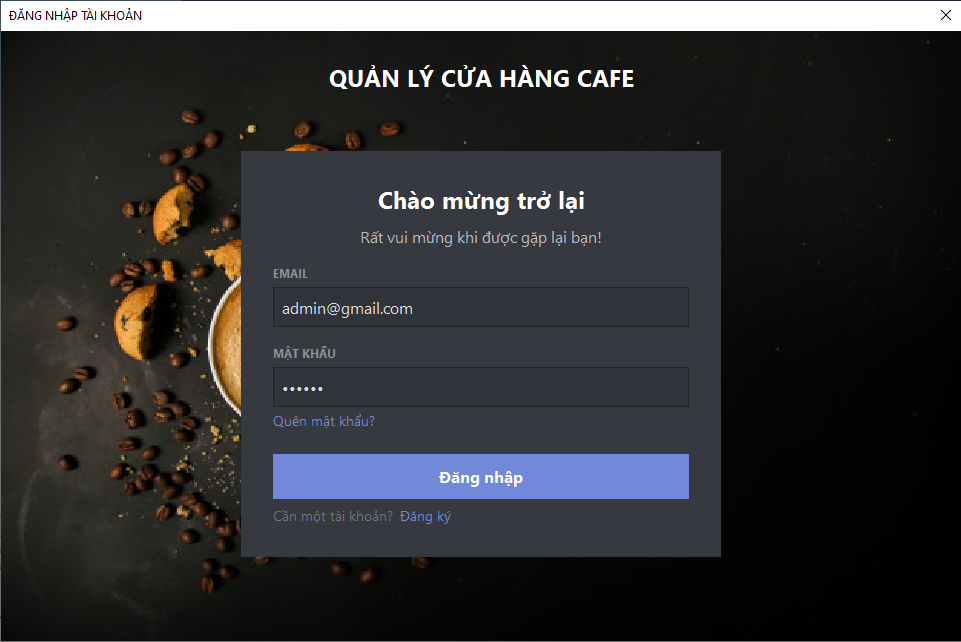 ĐĂNG NHẬP TÀI KHOẢN
QUẢN LÝ CỬA HÀNG CAFE
Chào mừng trở lại
Rất vui mừng khi được gặp lại bạn!
EMAIL
admin@gmail.com
MẬT KHẨU
••••••
Quên mật khẩu?
Đăng nhập
Cần một tài khoản? Đăng ký